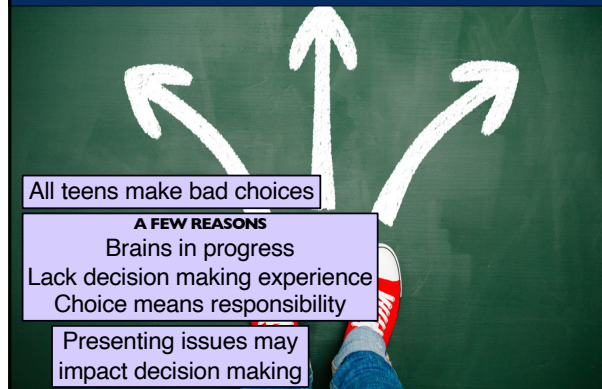 All teens make bad choices
A FEW REASONS
Brains in progress
Lack decision making experience
Choice means responsibility
Presenting issues may
impact decision making